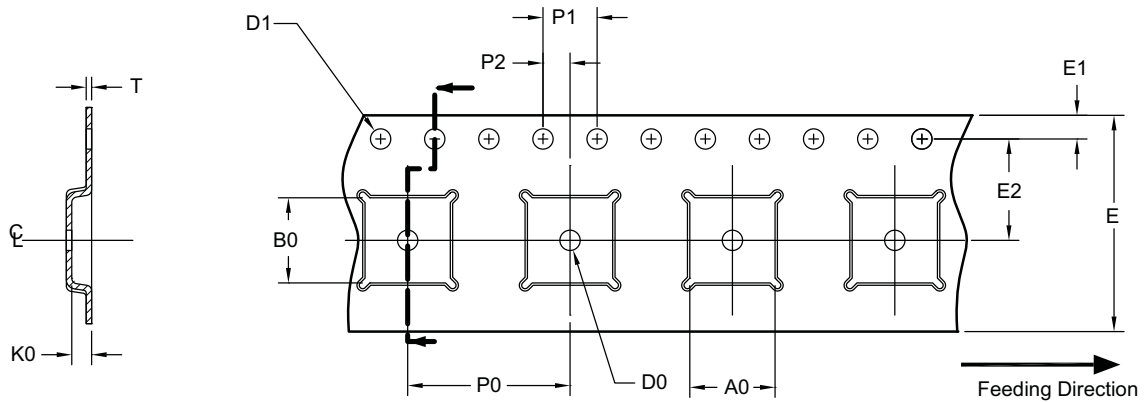 P1
D1
P2
T
E1
E2
E
B0
℄
K0
P0
D0
A0
Feeding Direction